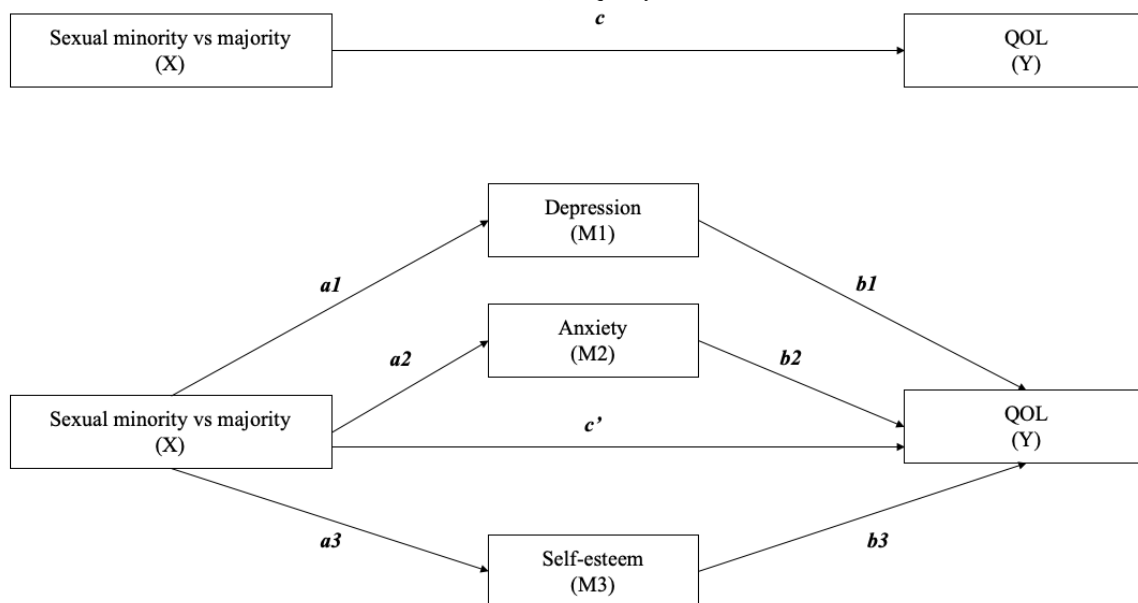 c
Sexual minority vs majority
(X)
QOL
(Y)
Depression
(M1)
a1
b1
Anxiety
(M2)
a2
b2
Sexual minority vs majority
(X)
c’
QOL
(Y)
a3
b3
Self-esteem
(M3)